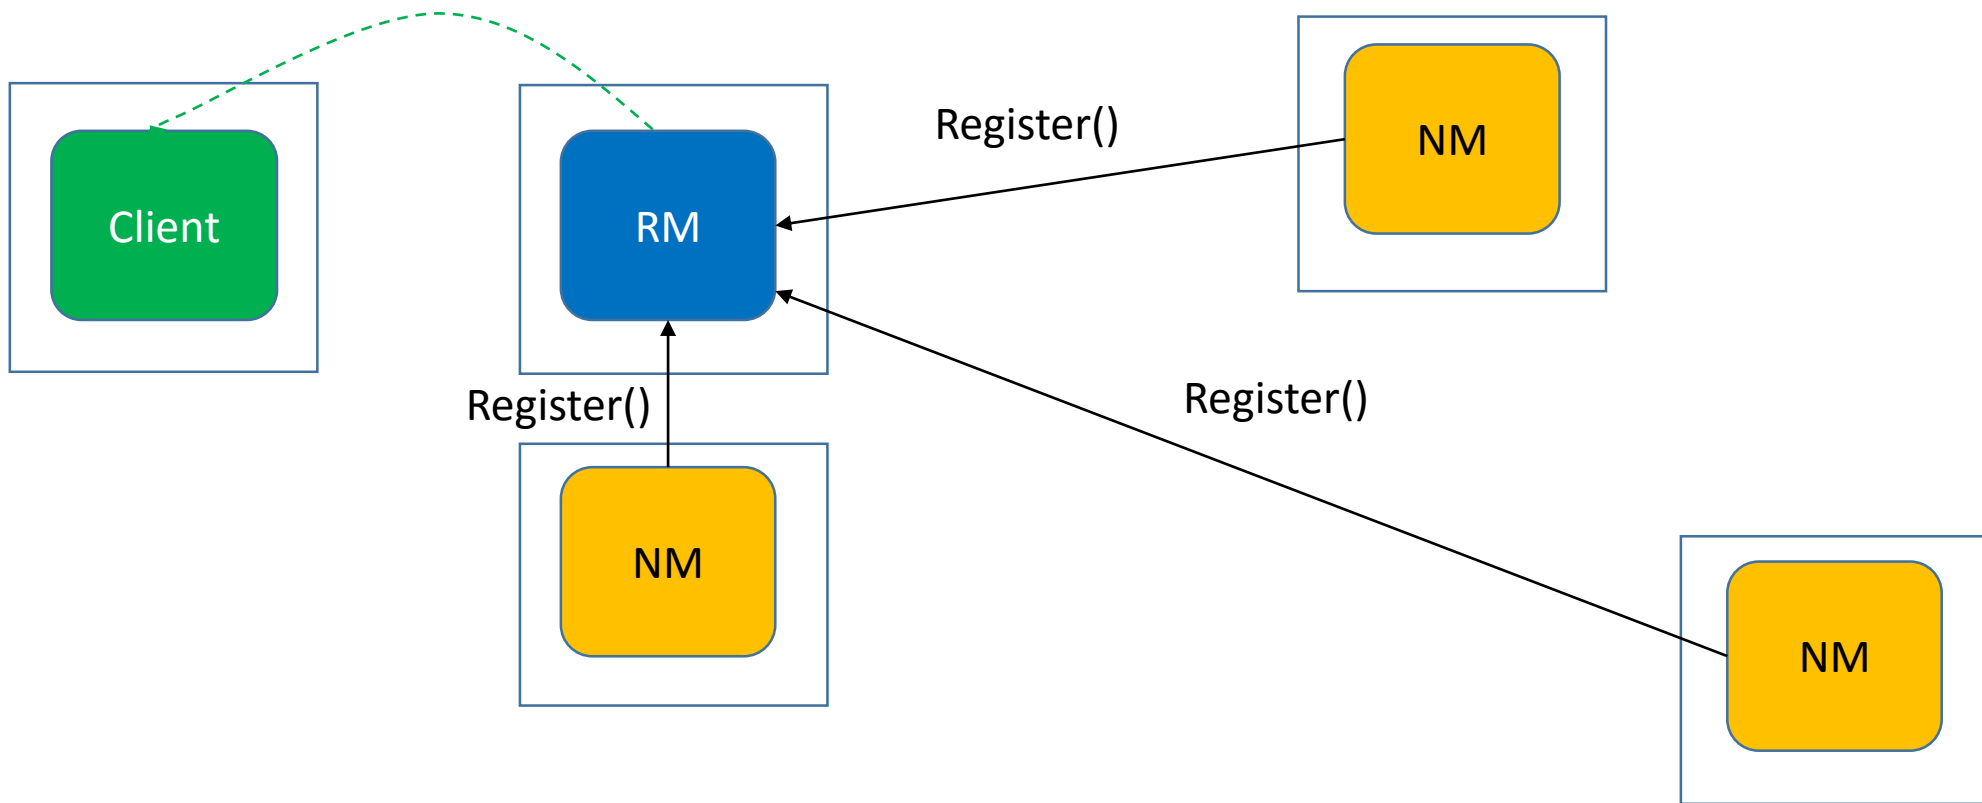 Client
RM
Register()
NM
Register()
NM
Register()
NM